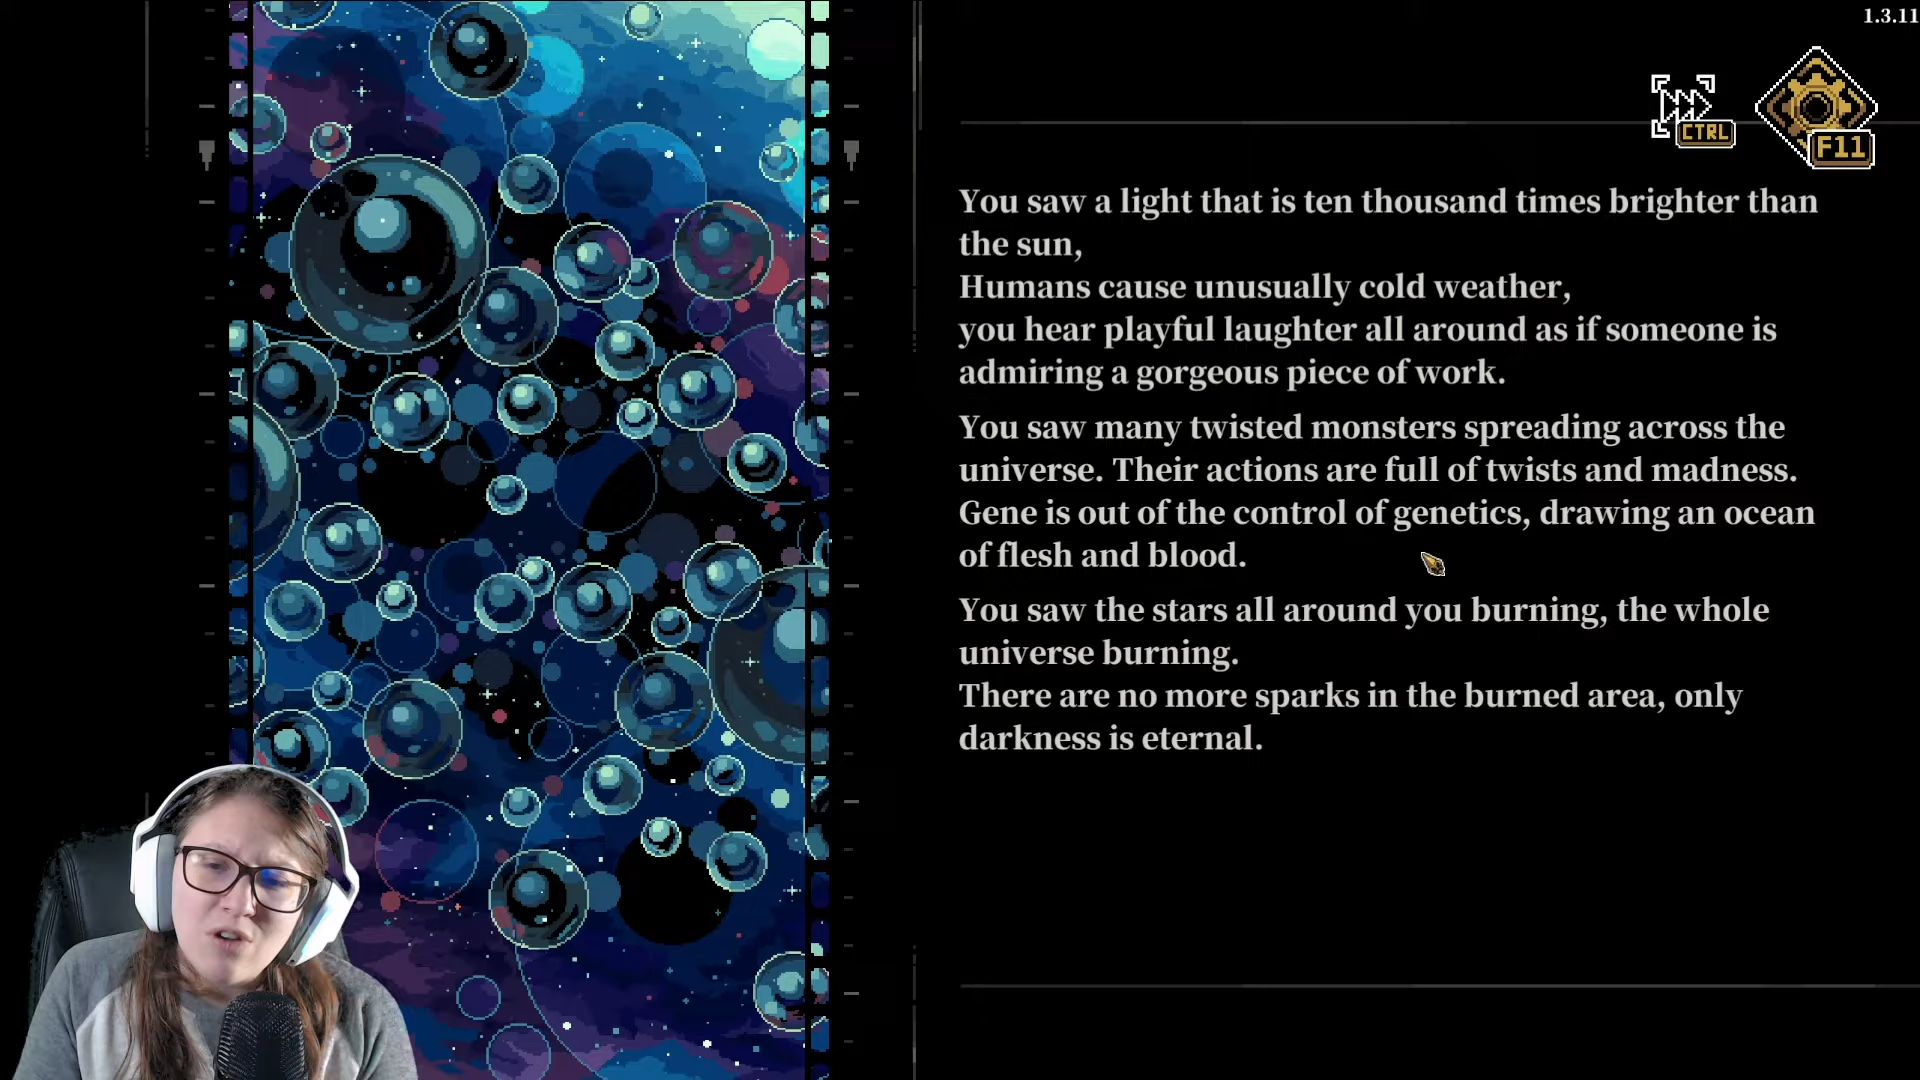 1.3.11
CTRL
F11
You saw a light that is ten thousand times brighter than
the sun,
Humans cause unusually cold weather,
you hear playful laughter all around as if someone is
admiring a gorgeous piece of work.
You saw many twisted monsters spreading across the
universe. Their actions are full of twists and madness.
Gene is out of the control of genetics, drawing an ocean
of flesh and blood.
You saw the stars all around you burning, the whole
universe burning.
There are no more sparks in the burned area, only
darkness is eternal.